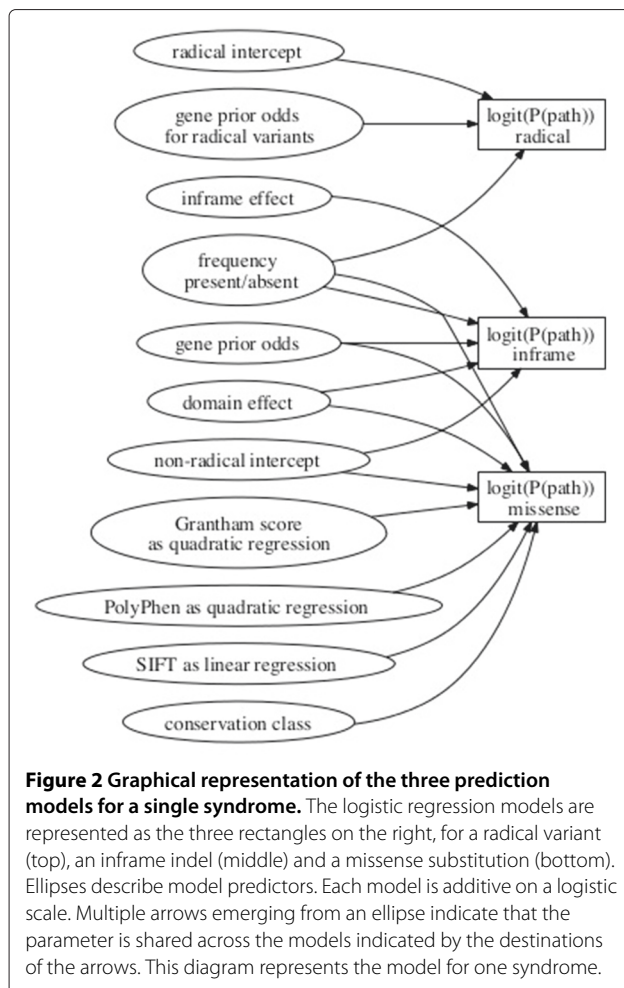 radical intercept
gene prior odds
for radical variants
logit(P(path))
radical
inframe effect
frequency
present/absent
gene prior odds
logit(P(path))
inframe
domain effect
non-radical intercept
logit(P(path))
missense
Grantham score
as quadratic regression
PolyPhen as quadratic regression
SIFT as linear regression
conservation class
Figure 2 Graphical representation of the three prediction
models for a single syndrome. The logistic regression models are
represented as the three rectangles on the right, for a radical variant
(top), an inframe indel (middle) and a missense substitution (bottom).
Ellipses describe model predictors. Each model is additive on a logistic
scale. Multiple arrows emerging from an ellipse indicate that the
parameter is shared across the models indicated by the destinations
of the arrows. This diagram represents the model for one syndrome.